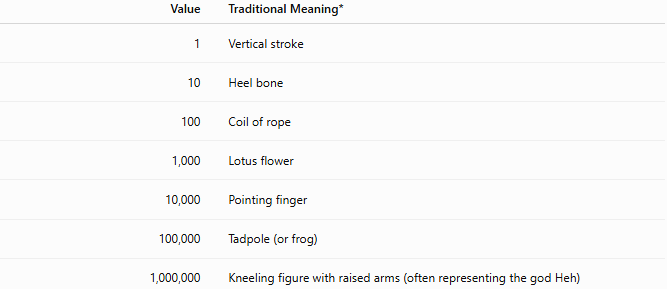 Value Traditional Meaning*
1 Vertical stroke
10 Heel bone
100 Coil of rope
1,000 Lotus flower
10,000 Pointing finger
100,000 Tadpole (or frog)
1,000,000 Kneeling figure with raised arms (often representing the god Heh)